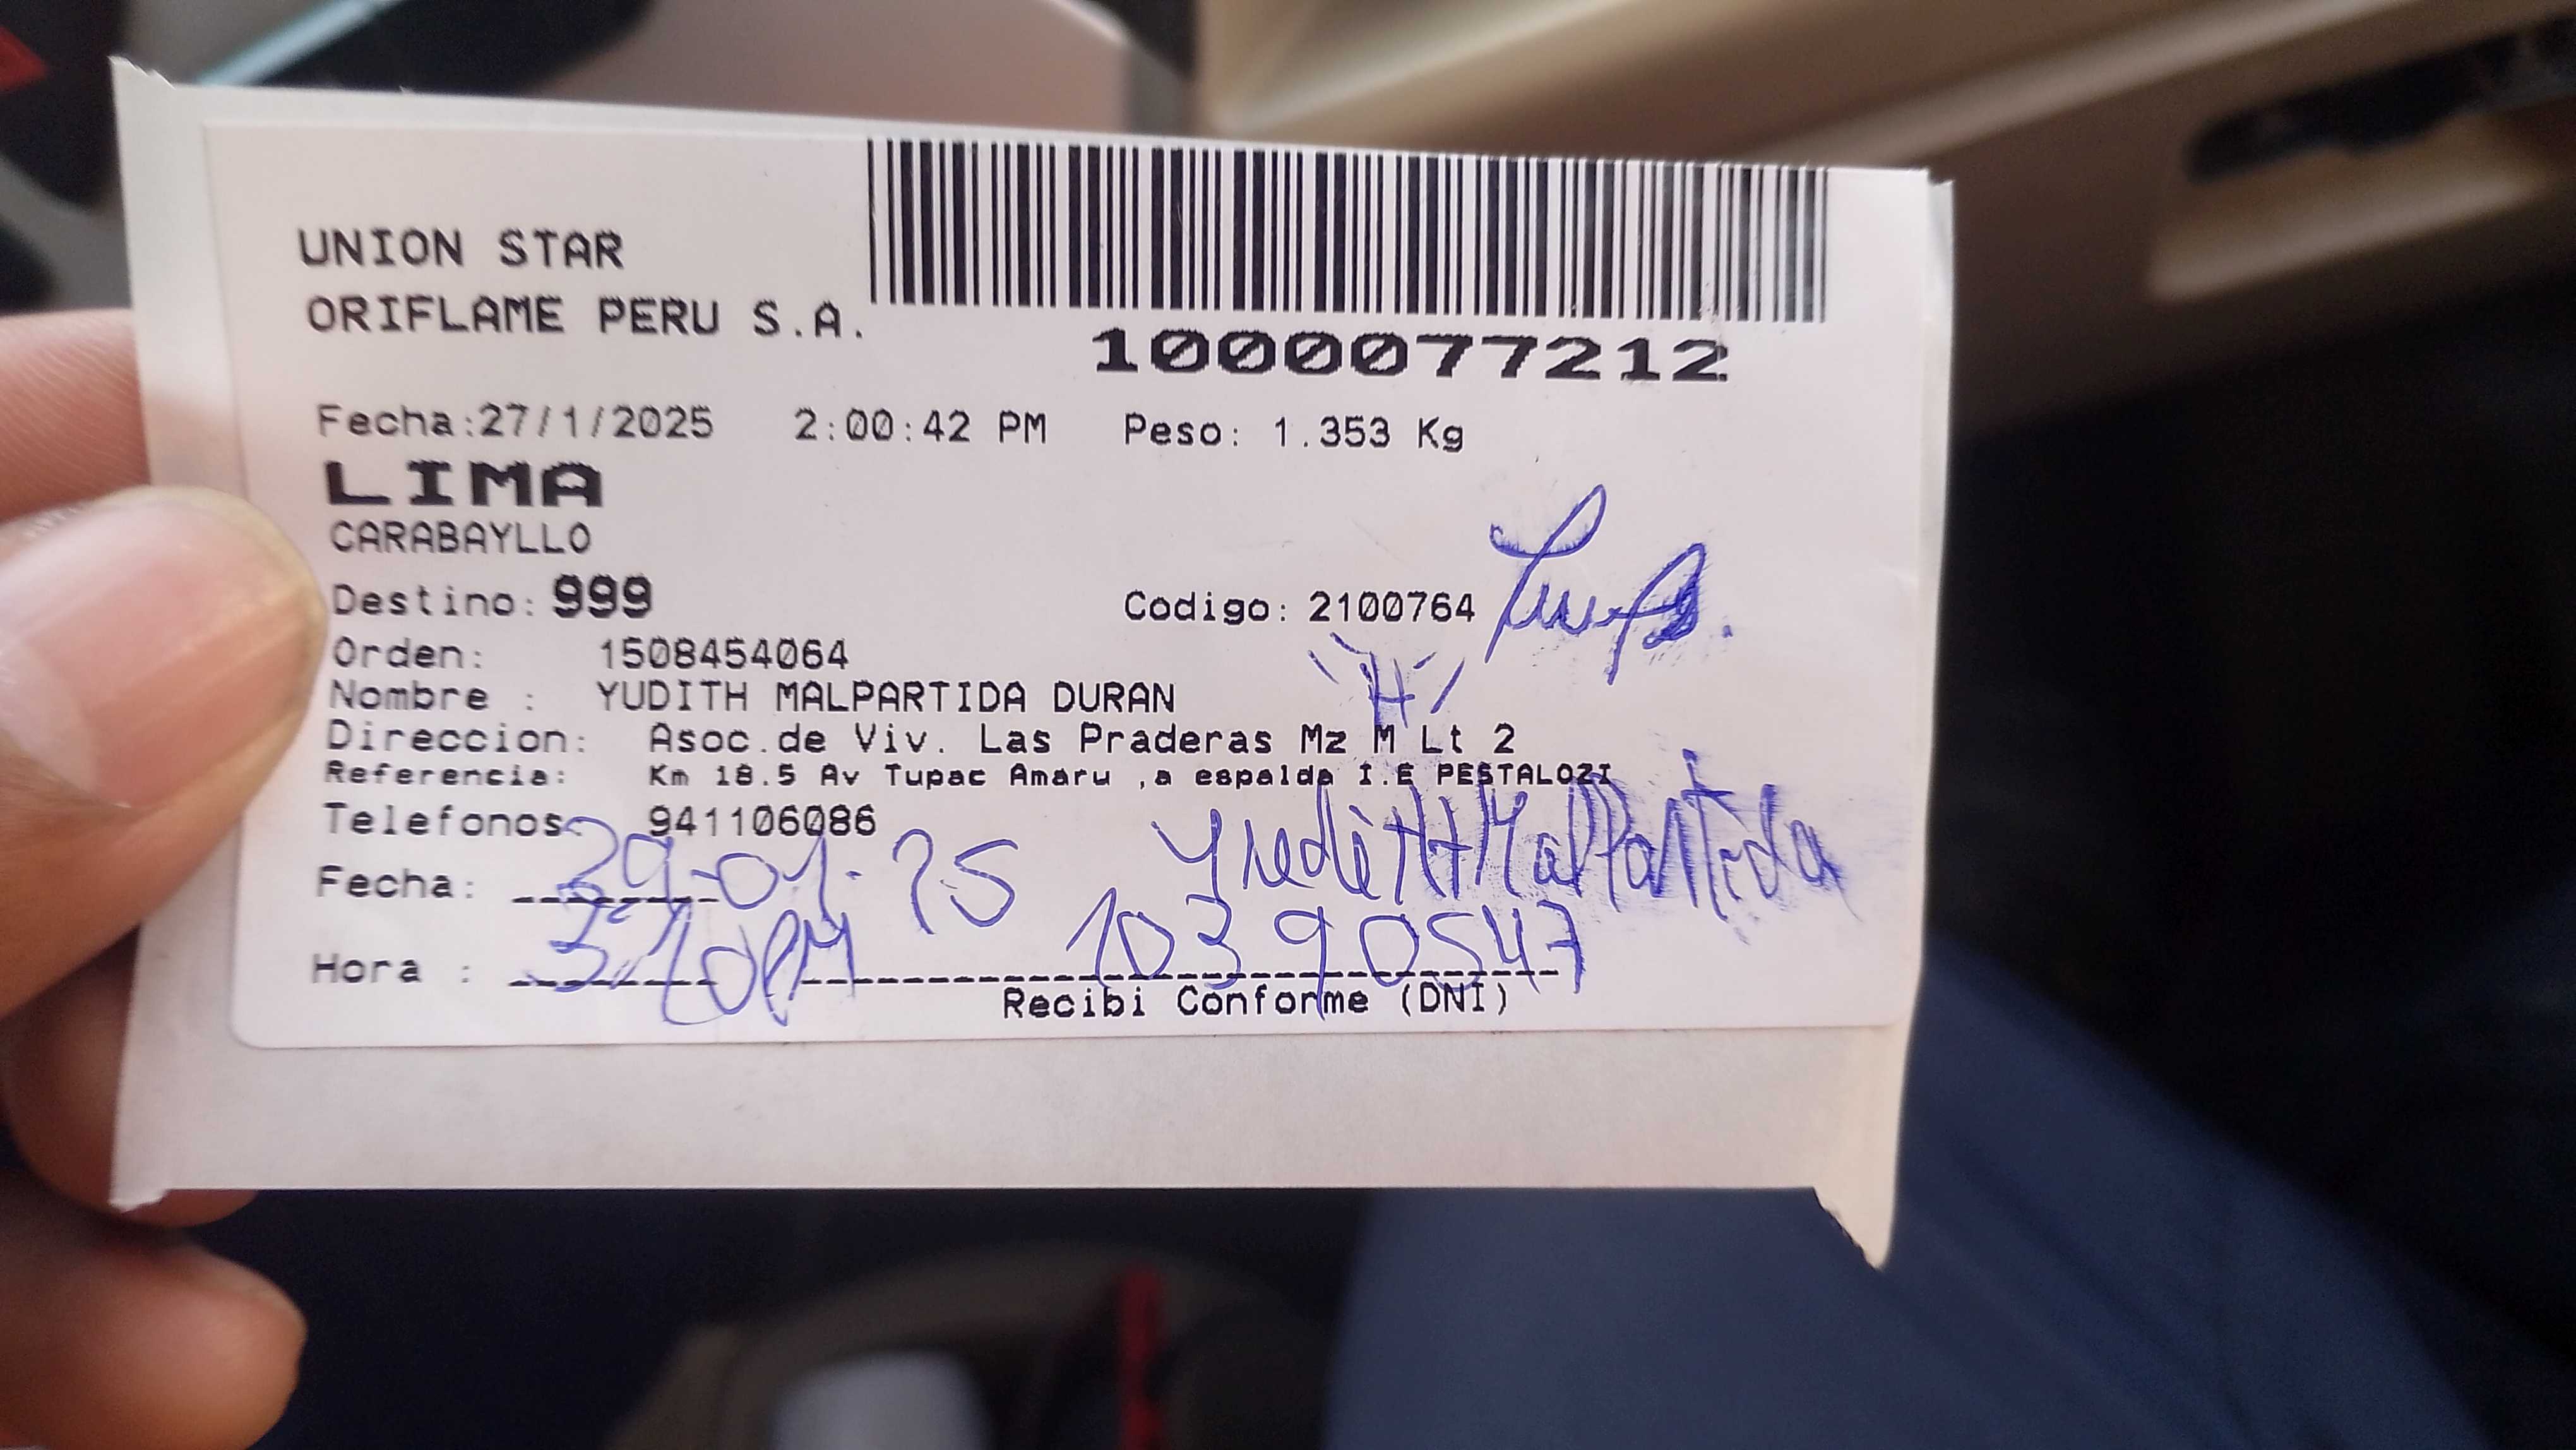 UNION STAR
ORIFLAME PERU S.A.
1000077212
Fecha:27/1/2025 2:00:42 PM Peso: 1.353 Kg
LIMA
CARABAYLLO
Destino: 999 Codigo: 2100764
Orden: 1508454064
Nombre : YUDITH MALPARTIDA DURAN
H
Direccion: Asoc.de Viv. Las Praderas Mz M Lt 2
Referencia: Km 18.5 Av Tupac Amaru ,a espalda I.E PESTALOZI
Telefonos: 941106086
Fecha: 29-01-25 Yudith Malpartida
Hora : 10390547
Recibi Conforme (DNI)